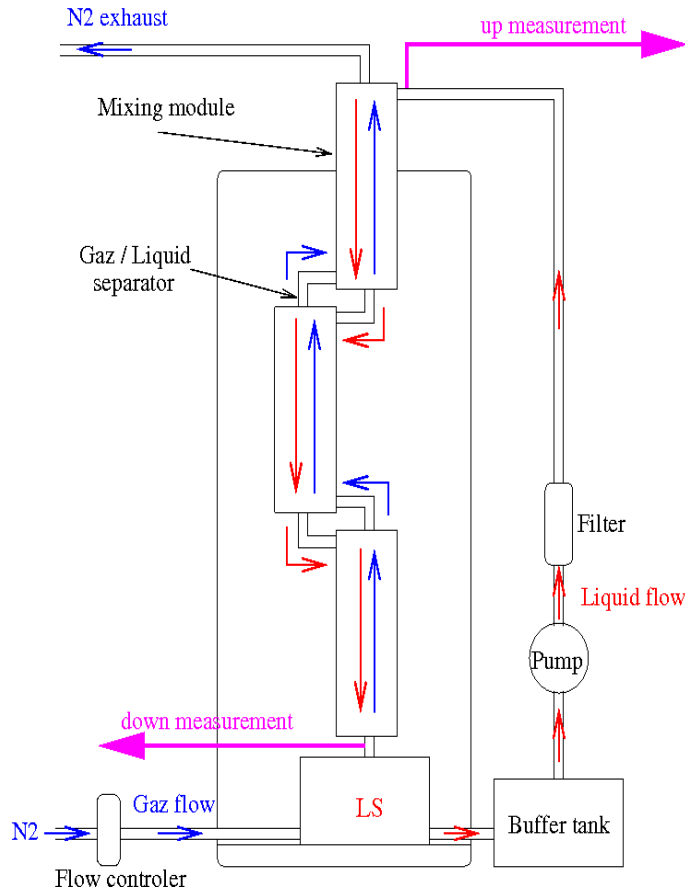 N2 exhaust
up measurement
Mixing module
Gaz / Liquid
separator
Filter
Liquid flow
Pump
down measurement
Gaz flow
LS
N2
Buffer tank
Flow controler